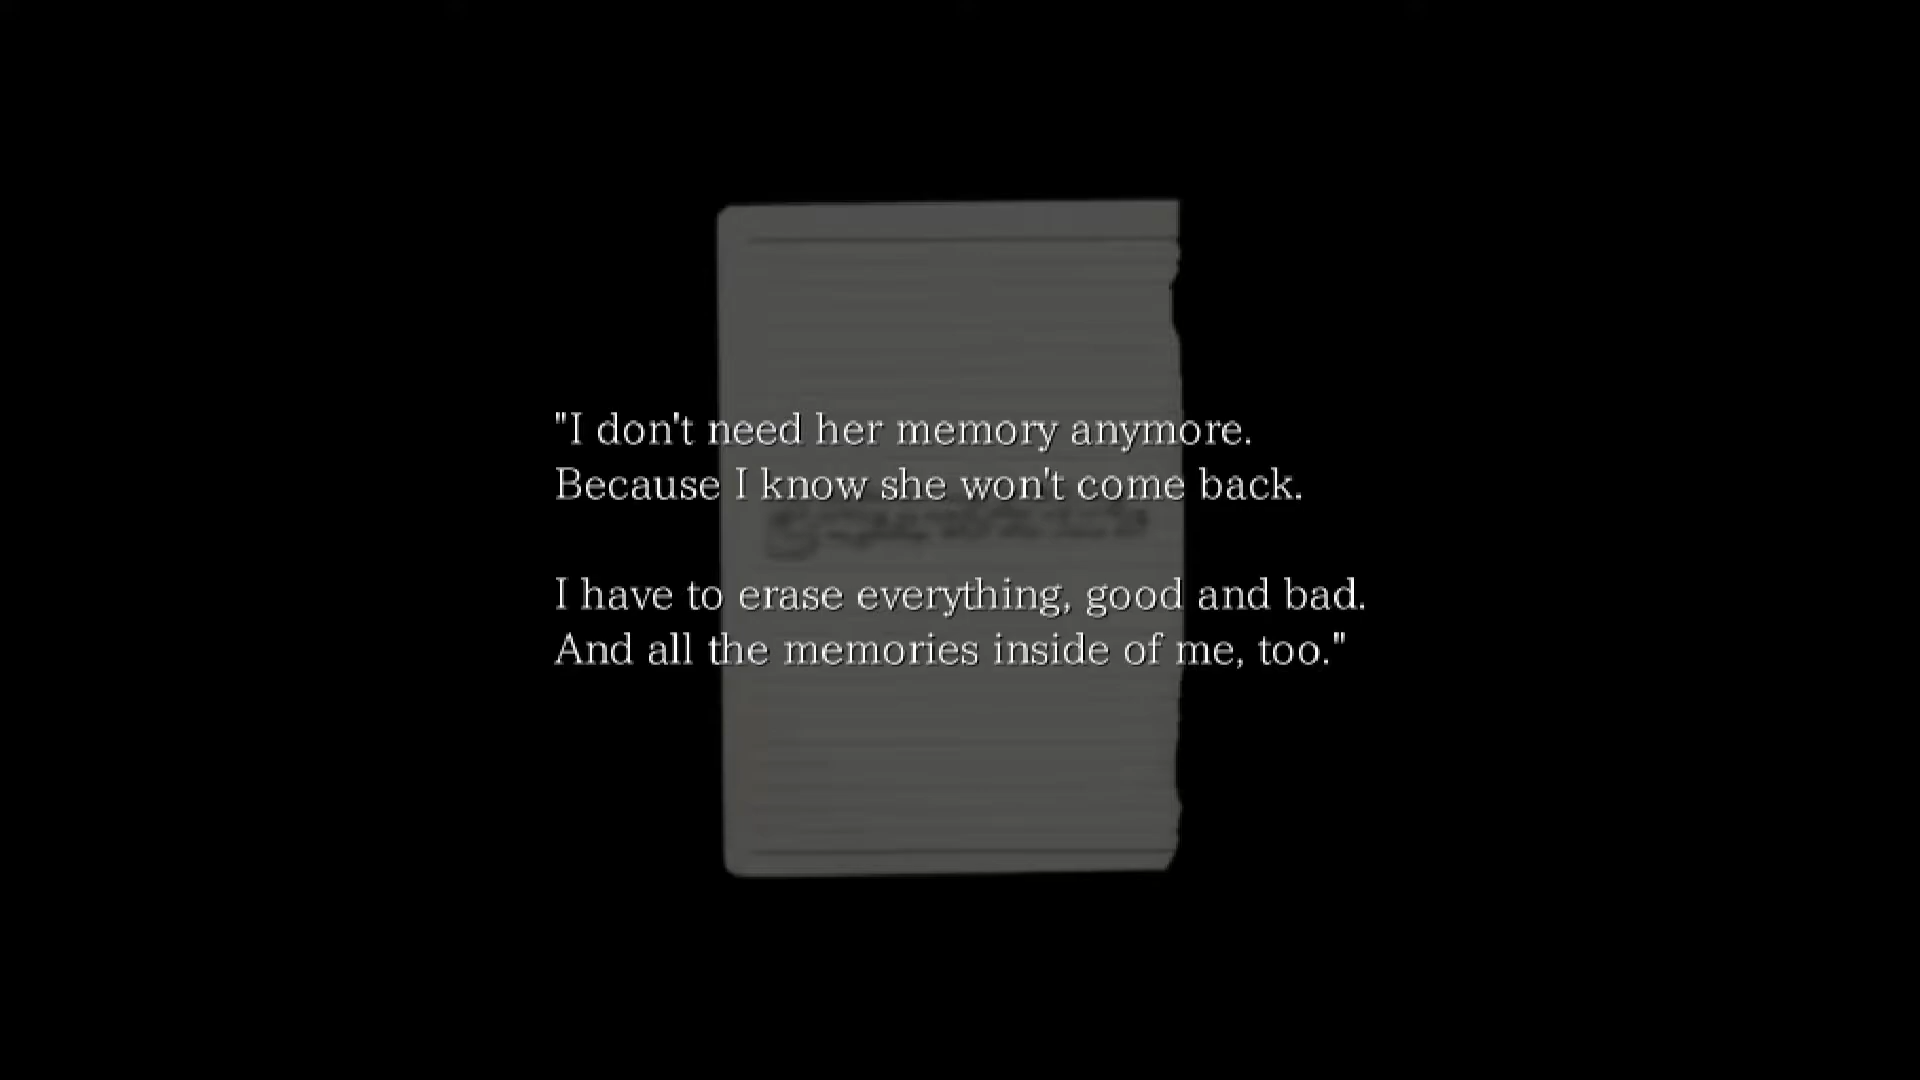 "I don't need her memory anymore.
Because I know she won't come back.
I have to erase everything, good and bad.
And all the memories inside of me, too."